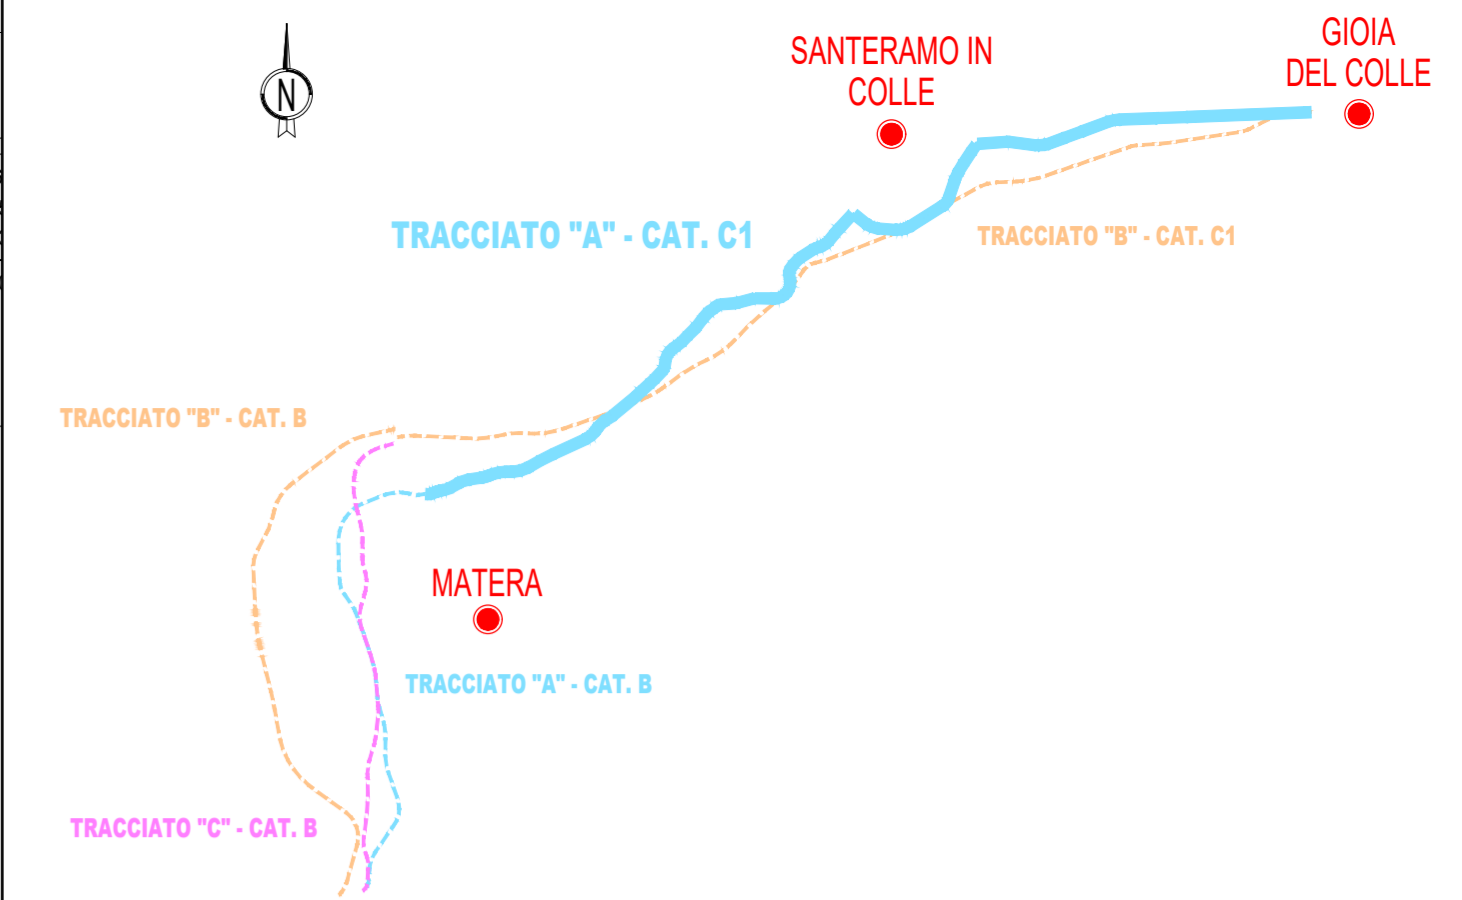 N
SANTERAMO IN
COLLE
GIOIA
DEL COLLE
TRACCIATO "A" - CAT. C1
TRACCIATO "B" - CAT. C1
TRACCIATO "B" - CAT. B
MATERA
TRACCIATO "A" - CAT. B
TRACCIATO "C" - CAT. B